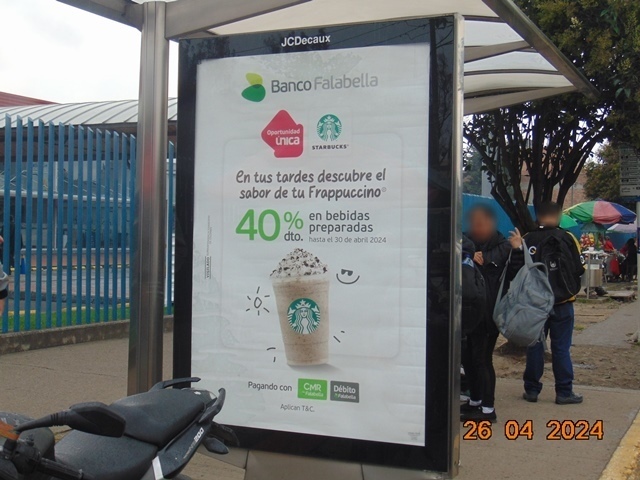 JCDecaux
Banco Falabella
Oportunidad
única
STARBUCKS®
En tus tardes descubre el
sabor de tu Frappuccino®
40% dto.
en bebidas
preparadas
hasta el 30 de abril 2024
Pagando con
CMR
Falabella
Débito
Falabella
Aplican T&C.
26 04 2024